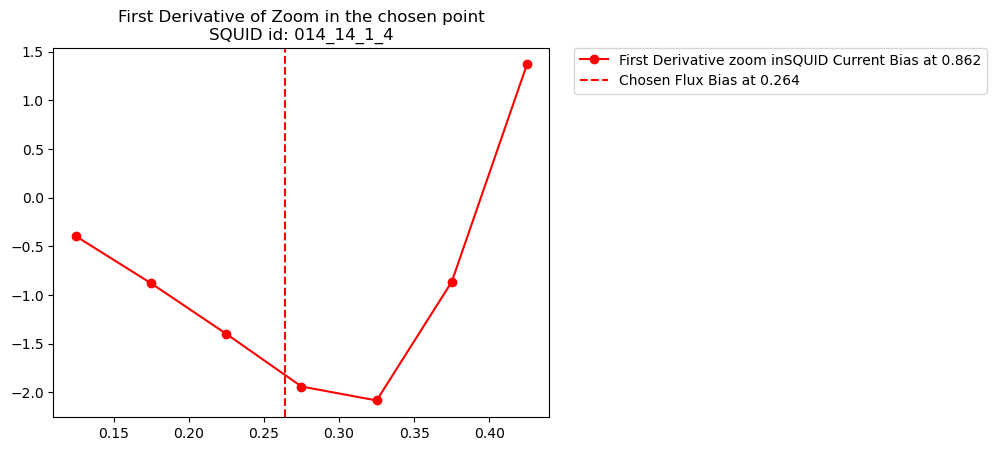 First Derivative of Zoom in the chosen point
SQUID id: 014_14_1_4
First Derivative zoom inSQUID Current Bias at 0.862
Chosen Flux Bias at 0.264
1.5
1.0
0.5
0.0
−0.5
−1.0
−1.5
−2.0
0.15 0.20 0.25 0.30 0.35 0.40